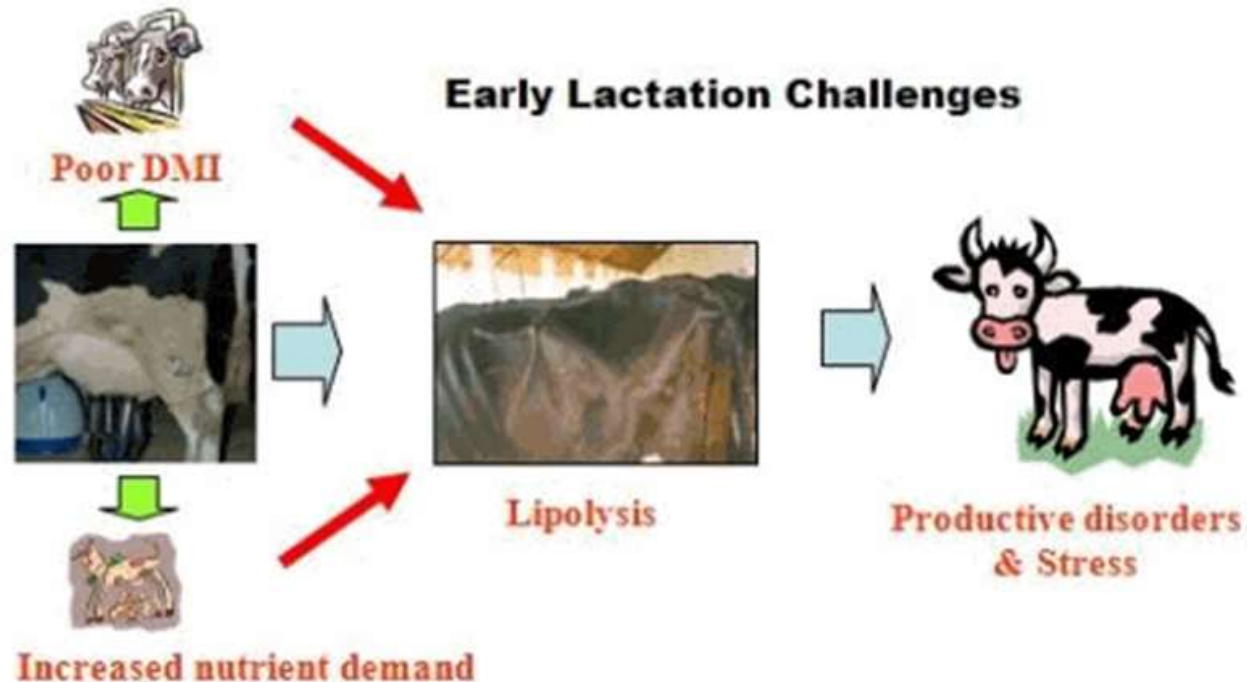 Early Lactation Challenges
Poor DMI
Lipolysis
Productive disorders
& Stress
Increased nutrient demand